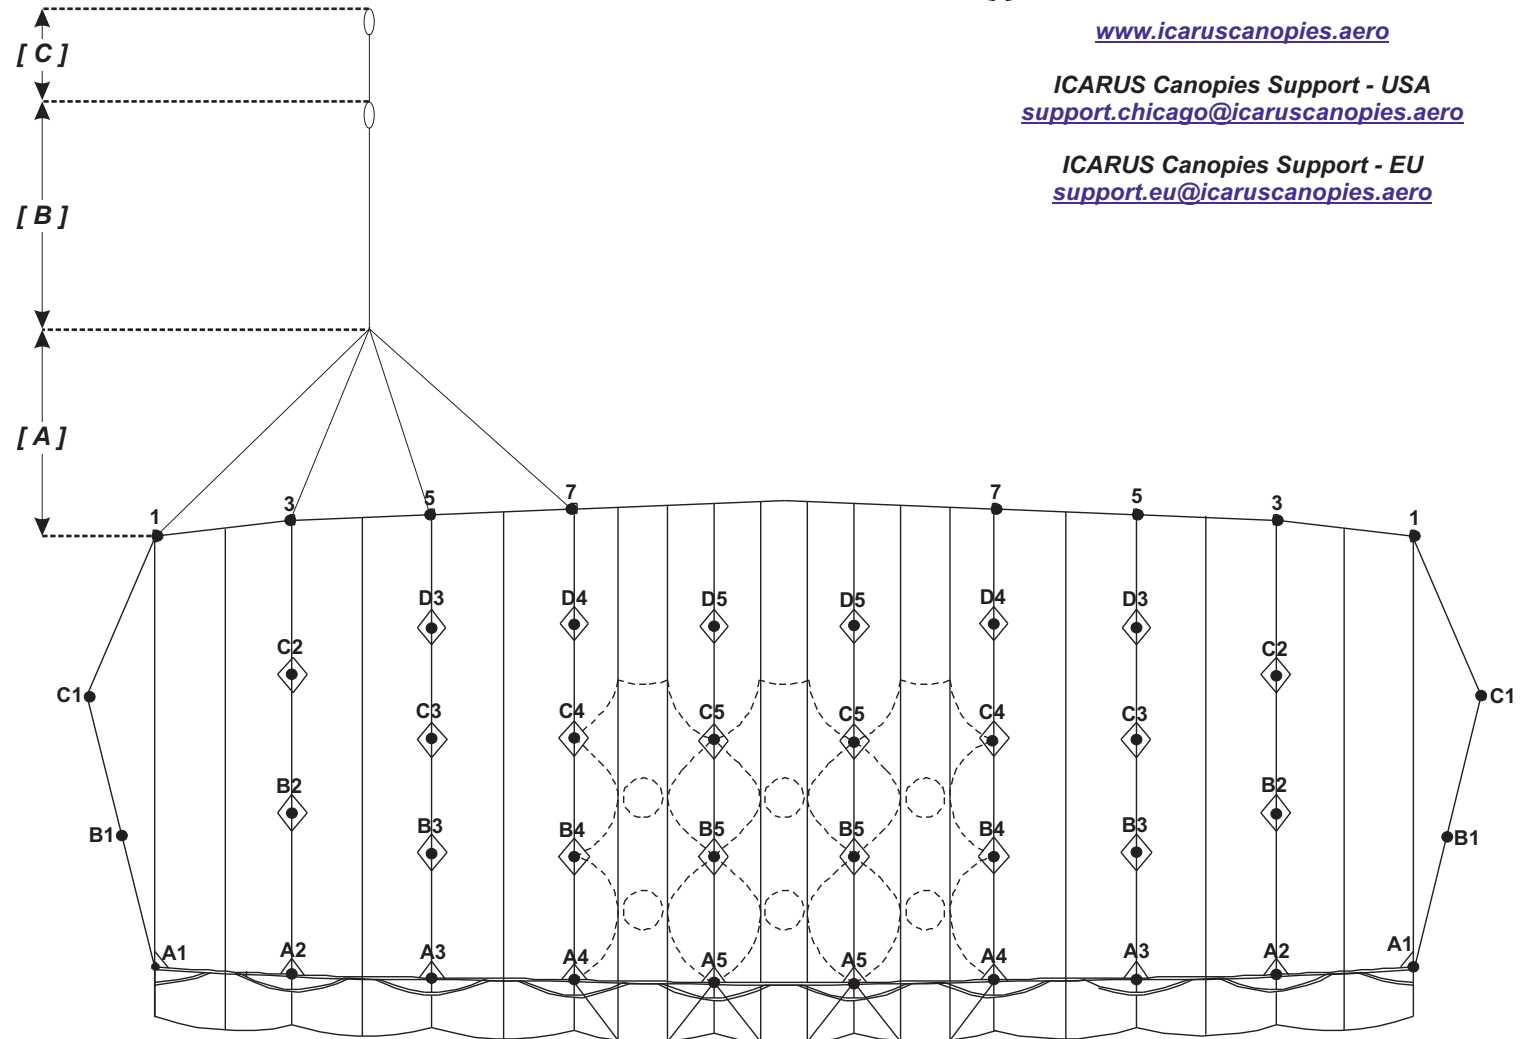 [ C ]
www.icaruscanopies.aero
ICARUS Canopies Support - USA
support.chicago@icaruscanopies.aero
ICARUS Canopies Support - EU
support.eu@icaruscanopies.aero
[ B ]
[ A ]
1 3 5 7 7 5 3 1
D3 D4 D5 D5 D4 D3
C2 C2
C1 C3 C4 C5 C5 C4 C3 C1
B2 B2
B1 B3 B4 B5 B5 B4 B3 B1
A1 A2 A3 A4 A5 A5 A4 A3 A2 A1